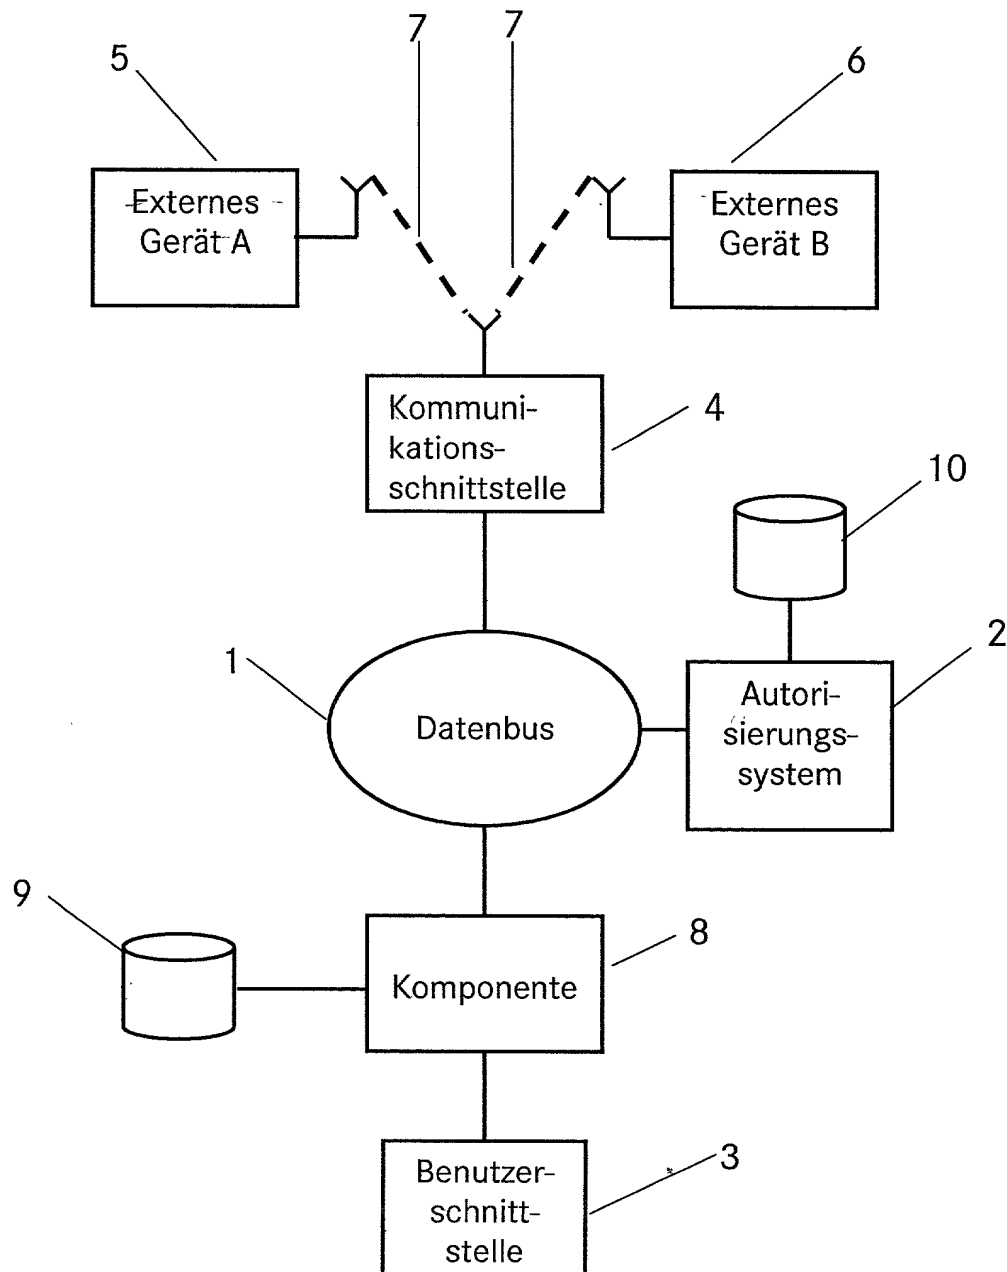 7
7
5
6
Externes
Gerät A
Externes
Gerät B
Kommuni-
kations-
schnittstelle
4
10
1
2
Datenbus
Autori-
sierungs-
system
9
8
Komponente
3
Benutzer-
schnitt-
stelle